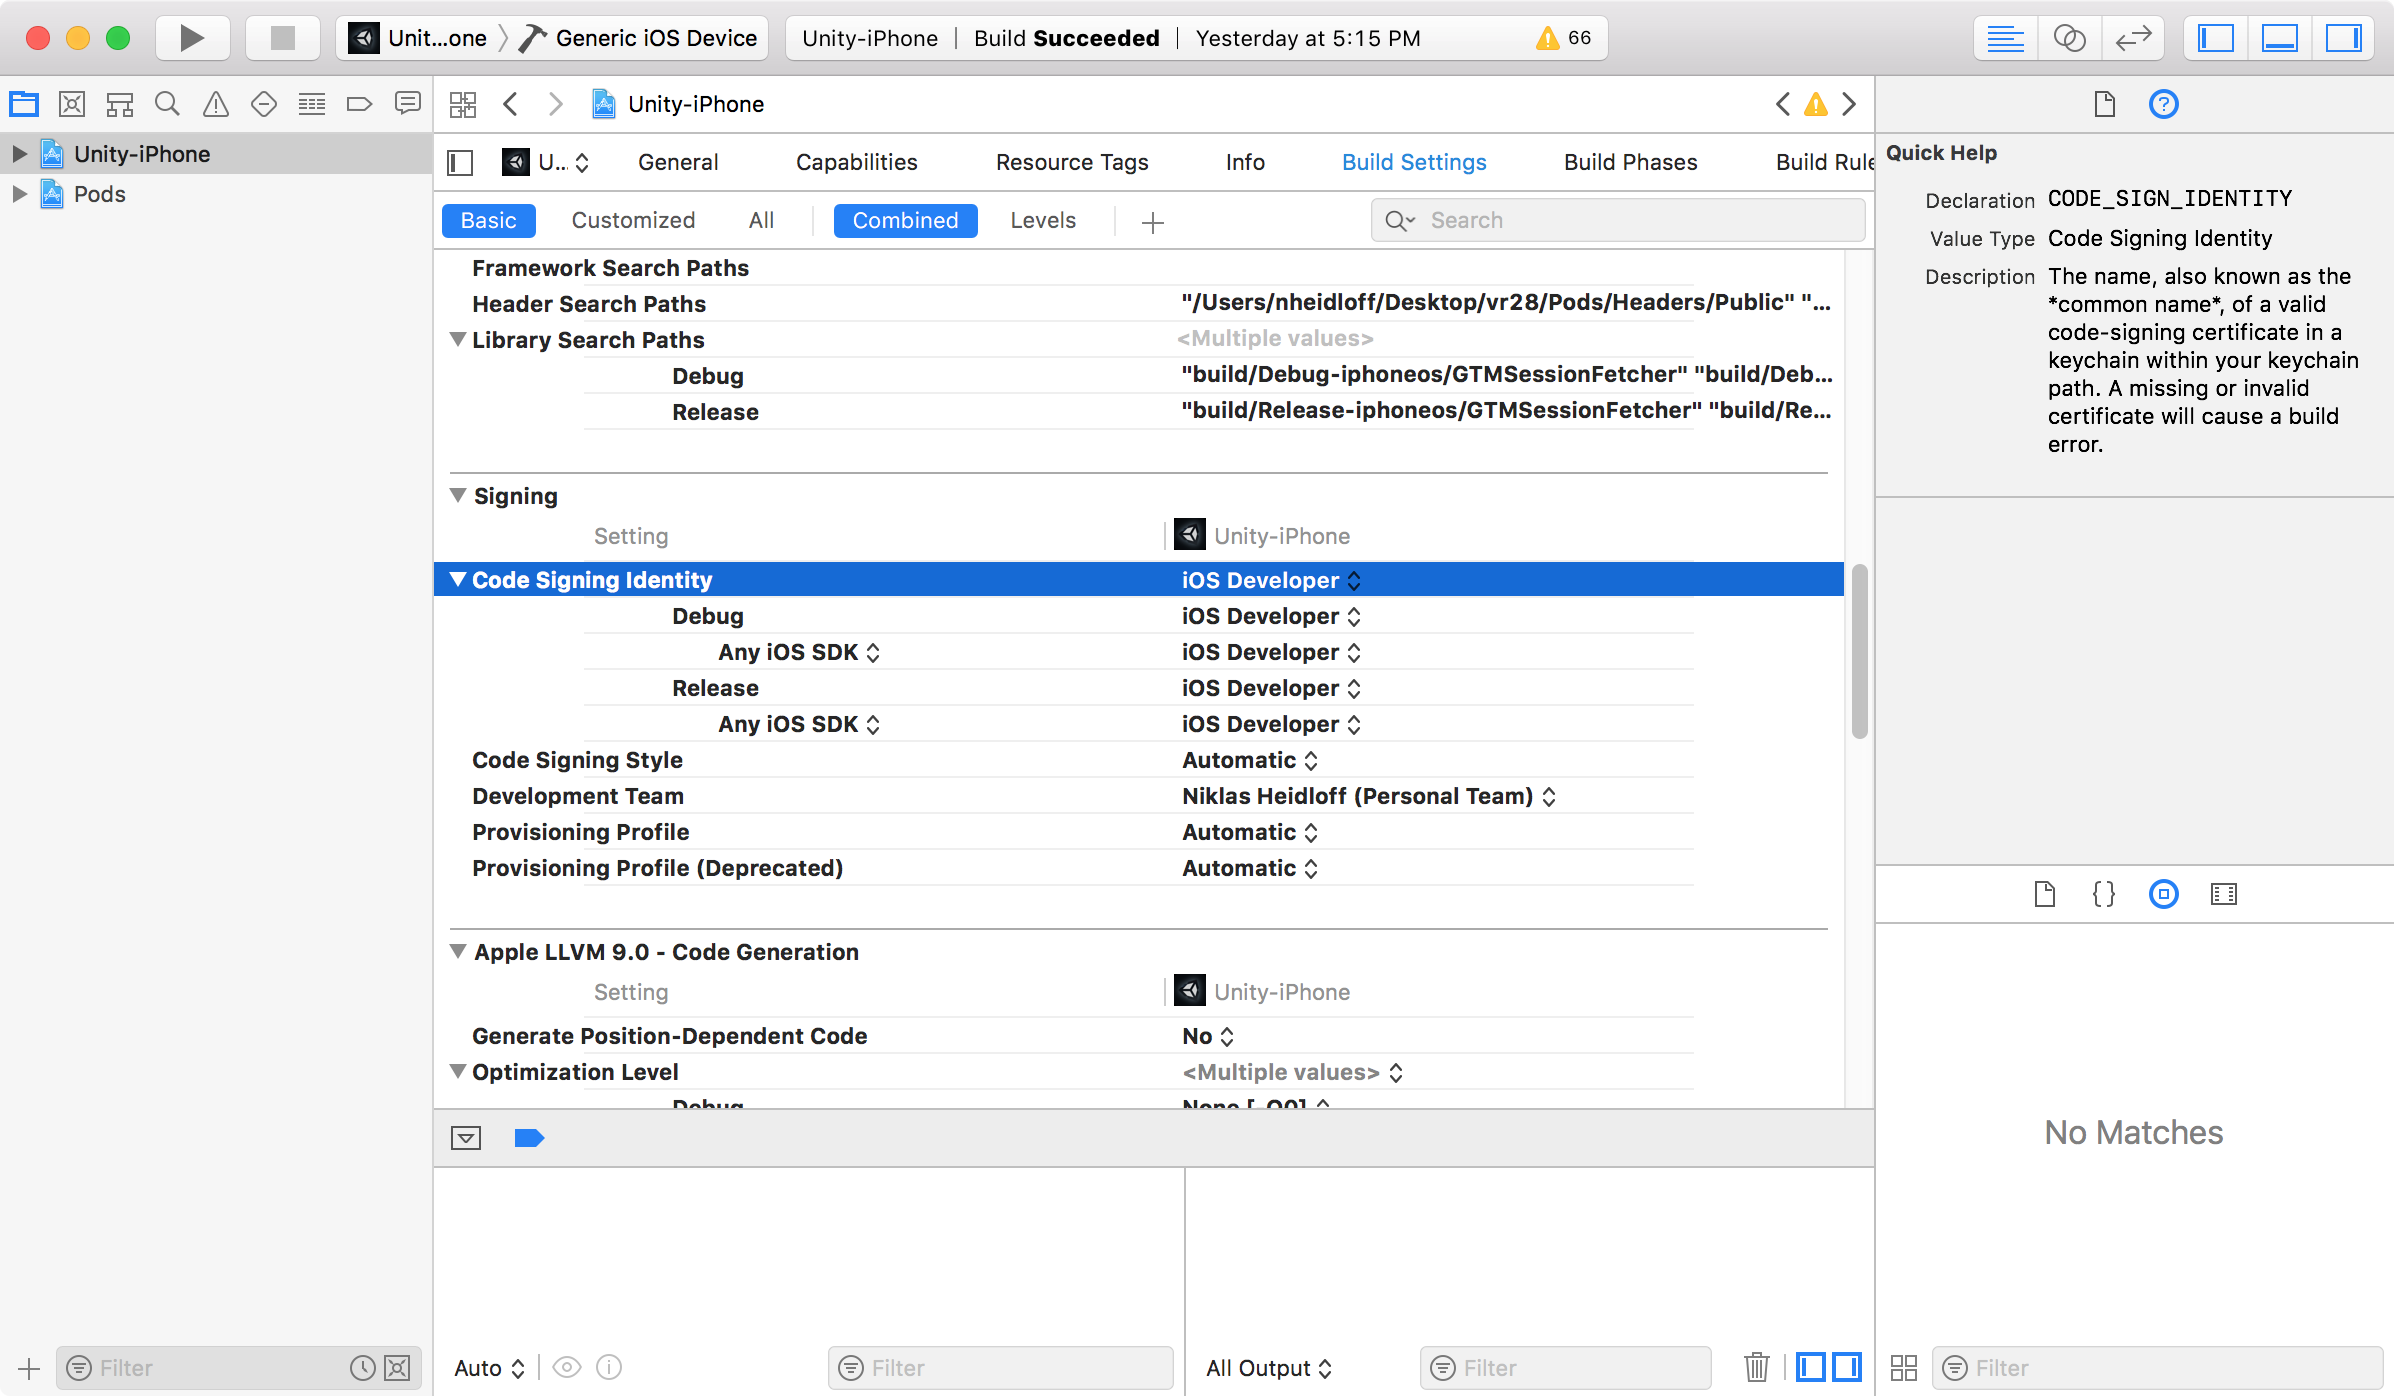 Unit...one
Generic iOS Device
Unity-iPhone
Build Succeeded
Yesterday at 5:15 PM
66
Unity-iPhone
Pods
Unity-iPhone
U...
General
Capabilities
Resource Tags
Info
Build Settings
Build Phases
Build Rule
Basic
Customized
All
Combined
Levels
Search
Framework Search Paths
Header Search Paths
"/Users/nheidloff/Desktop/vr28/Pods/Headers/Public" "...
Library Search Paths
<Multiple values>
Debug
"build/Debug-iphoneos/GTMSessionFetcher" "build/Deb...
Release
"build/Release-iphoneos/GTMSessionFetcher" "build/Re...
Signing
Setting
Unity-iPhone
Code Signing Identity
iOS Developer
Debug
iOS Developer
Any iOS SDK
iOS Developer
Release
iOS Developer
Any iOS SDK
iOS Developer
Code Signing Style
Automatic
Development Team
Niklas Heidloff (Personal Team)
Provisioning Profile
Automatic
Provisioning Profile (Deprecated)
Automatic
Apple LLVM 9.0 - Code Generation
Setting
Unity-iPhone
Generate Position-Dependent Code
No
Optimization Level
<Multiple values>
Debug
None [-O0]
Quick Help
Declaration
CODE_SIGN_IDENTITY
Value Type
Code Signing Identity
Description
The name, also known as the
*common name*, of a valid
code-signing certificate in a
keychain within your keychain
path. A missing or invalid
certificate will cause a build
error.
{}
No Matches
Filter
Auto
Filter
All Output
Filter
Filter